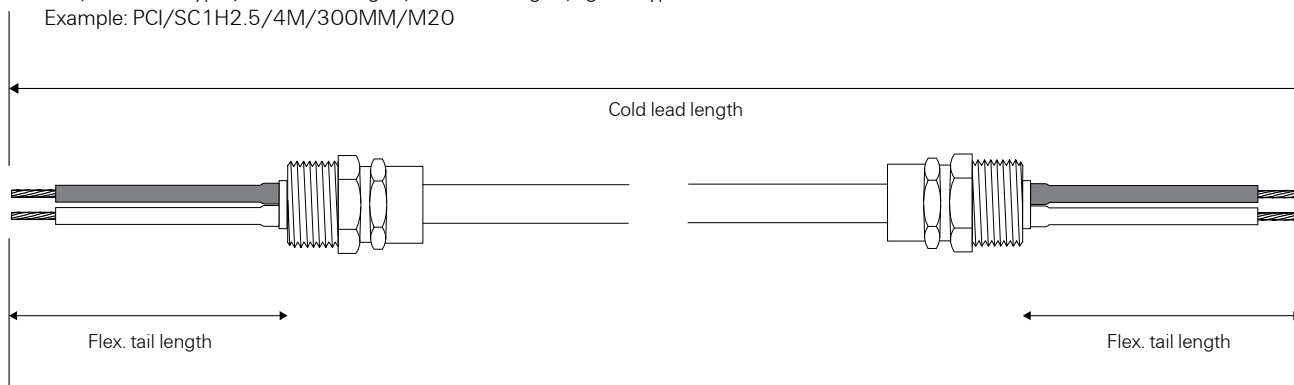 Example: PCI/SC1H2.5/4M/300MM/M20
Cold lead length
Flex. tail length
Flex. tail length